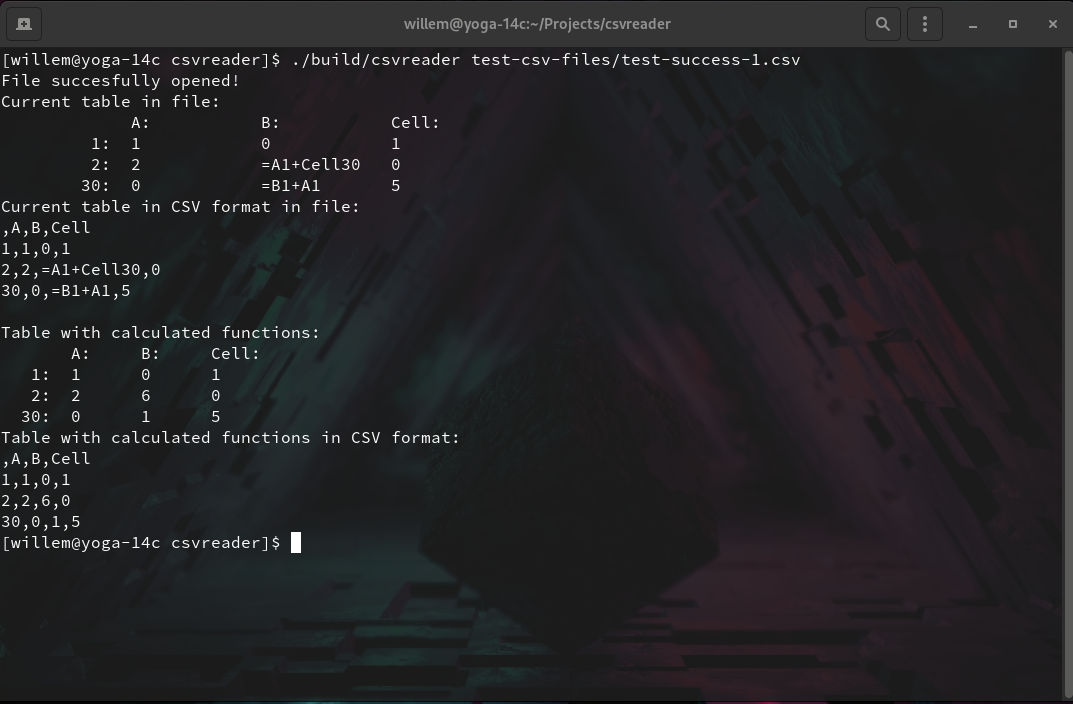 willem@yoga-14c:~/Projects/csvreader
[willem@yoga-14c csvreader]$ ./build/csvreader test-csv-files/test-success-1.csv
File succesfully opened!
Current table in file:
A: B: Cell:
1: 1 0 1
2: 2 =A1+Cell30 0
30: 0 =B1+A1 5
Current table in CSV format in file:
,A,B,Cell
1,1,0,1
2,2,=A1+Cell30,0
30,0,=B1+A1,5
Table with calculated functions:
A: B: Cell:
1: 1 0 1
2: 2 6 0
30: 0 1 5
Table with calculated functions in CSV format:
,A,B,Cell
1,1,0,1
2,2,6,0
30,0,1,5
[willem@yoga-14c csvreader]$